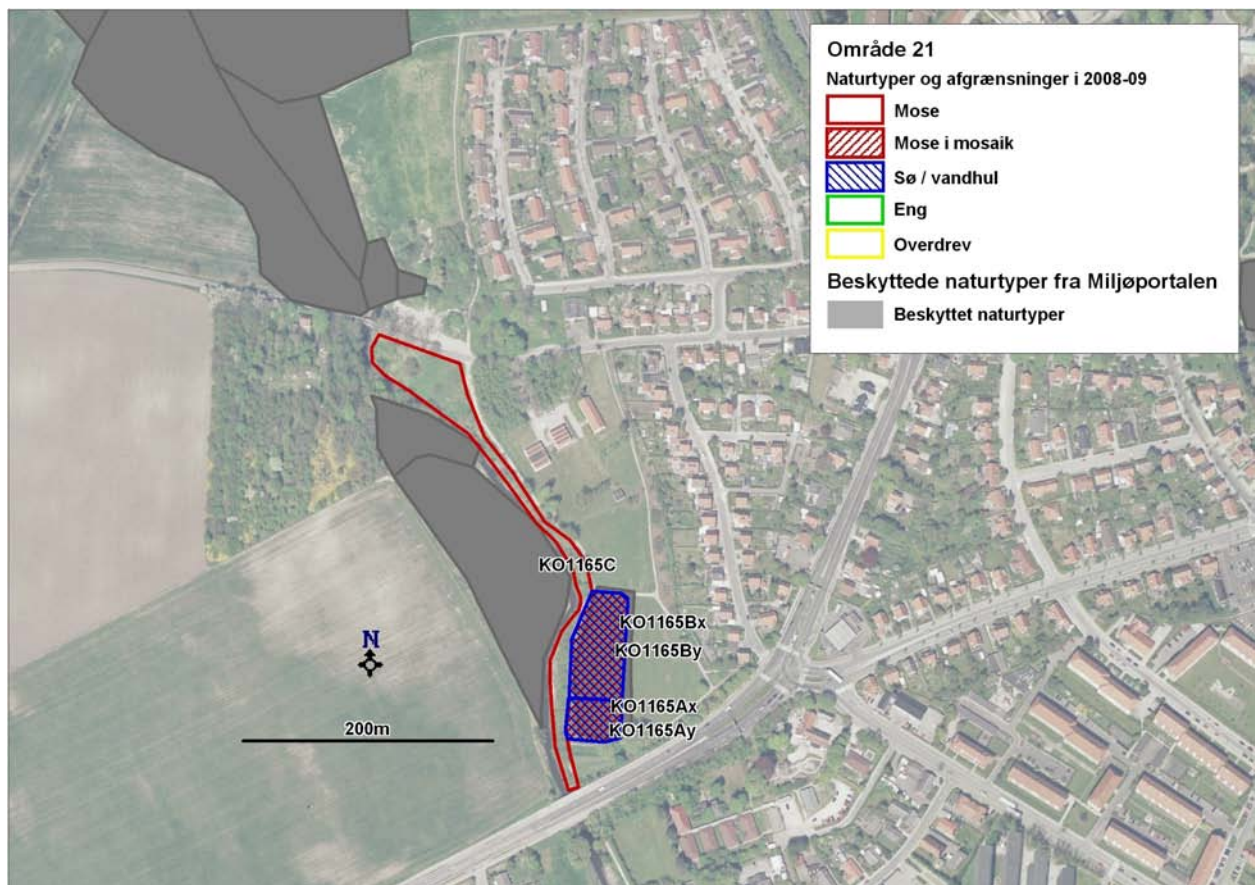 Område 21
Naturtyper og afgrænsninger i 2008-09
Mose
Mose i mosaik
Sø / vandhul
Eng
Overdrev
Beskyttede naturtyper fra Miljøportalen
Beskyttet naturtyper
KO1165C
KO1165Bx
KO1165By
KO1165Ax
KO1165Ay
N
200m